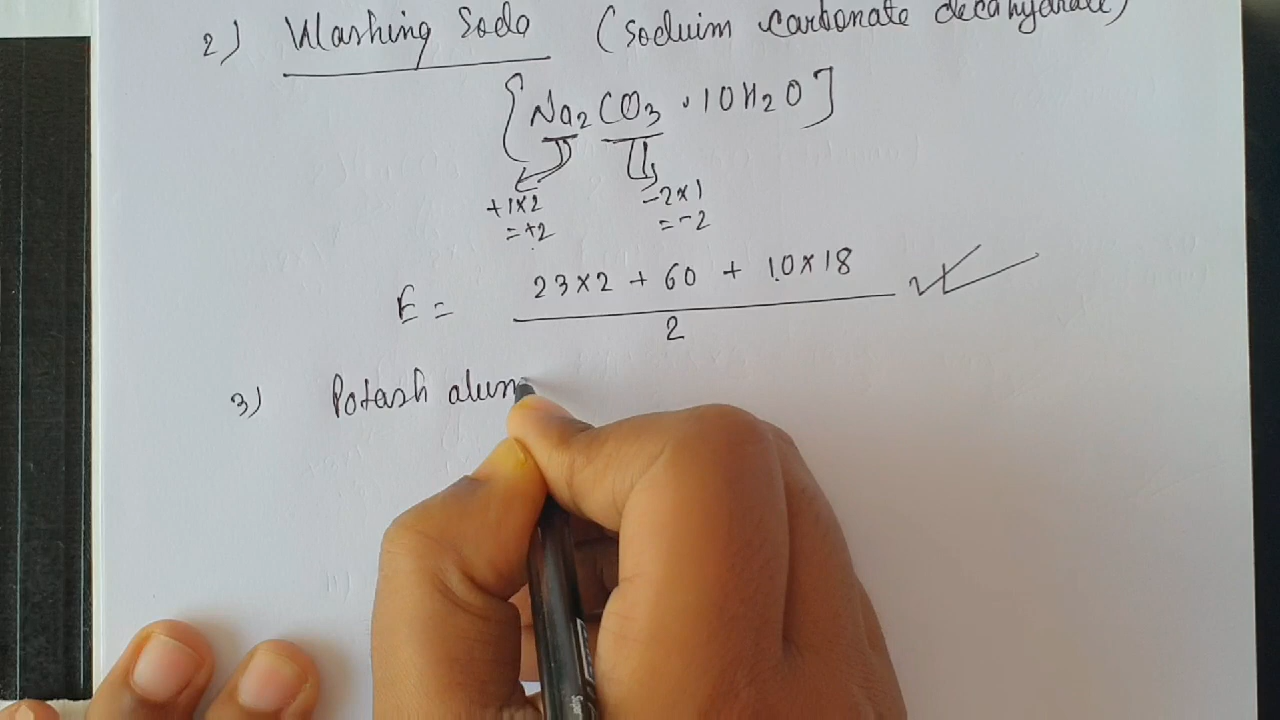 2) Washing Soda (Soduim carbonate decahydrate)
[Na2CO3 . 10H2O]
+1×2 -2×1
=+2 =-2
E = 23×2 + 60 + 10×18
2
3) Potash alum